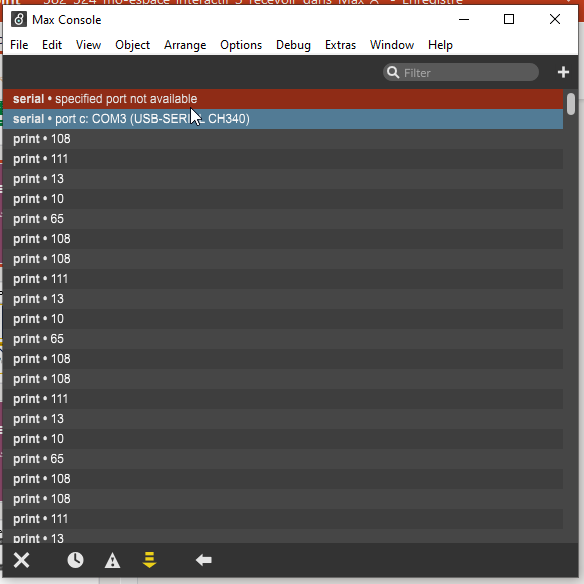 Max Console
File Edit View Object Arrange Options Debug Extras Window Help
Filter
serial • specified port not available
serial • port c: COM3 (USB-SERIAL CH340)
print • 108
print • 111
print • 13
print • 10
print • 65
print • 108
print • 108
print • 111
print • 13
print • 10
print • 65
print • 108
print • 108
print • 111
print • 13
print • 10
print • 65
print • 108
print • 108
print • 111
print • 13